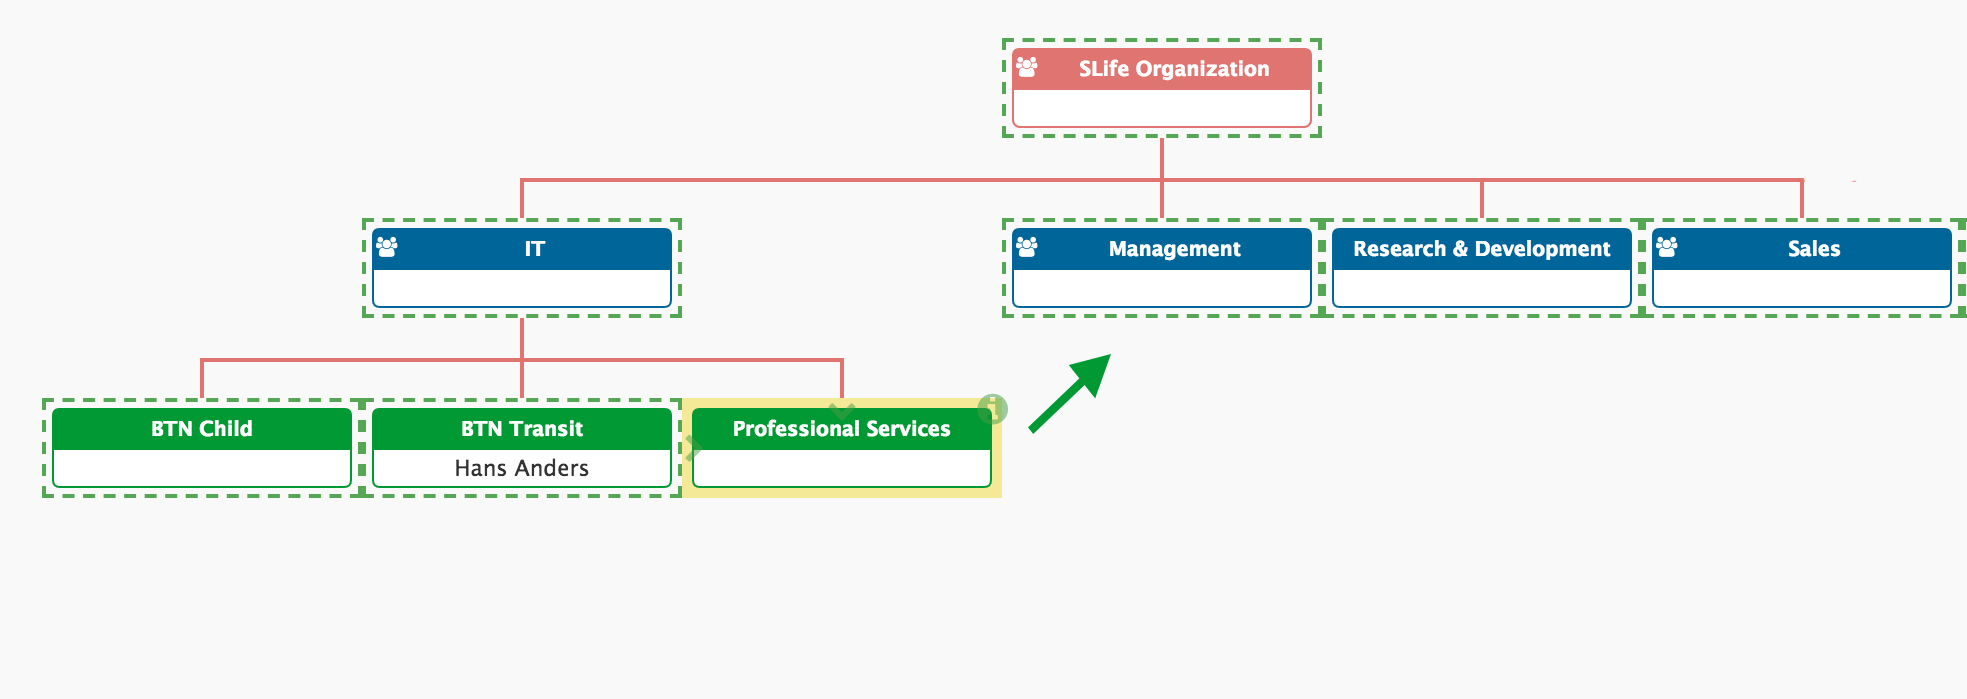 SLife Organization
IT
Management
Research & Development
Sales
BTN Child
BTN Transit
Professional Services
i
Hans Anders